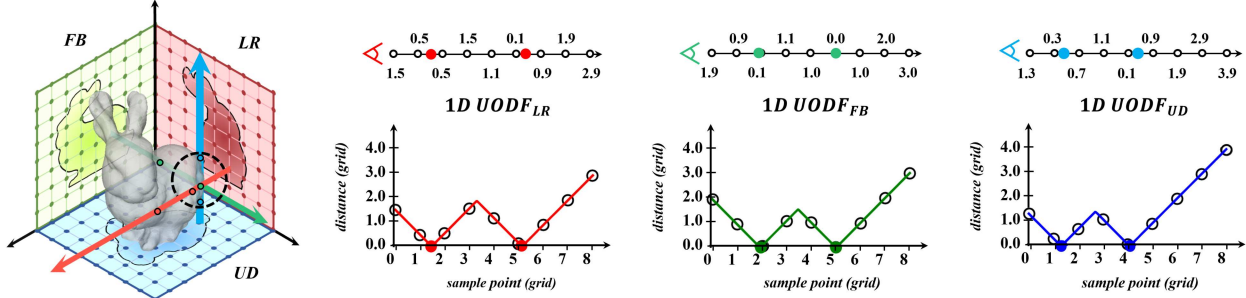 FB
LR
UD
0.5 1.5 0.1 1.9
1.5 0.5 1.1 0.9 2.9
1D UODF_LR
distance (grid)
4.0
3.0
2.0
1.0
0.0
0 1 2 3 4 5 6 7 8
sample point (grid)
0.9 1.1 0.0 2.0
1.9 0.1 1.0 1.0 3.0
1D UODF_FB
distance (grid)
4.0
3.0
2.0
1.0
0.0
0 1 2 3 4 5 6 7 8
sample point (grid)
0.3 1.1 0.9 2.9
1.3 0.7 0.1 1.9 3.9
1D UODF_UD
distance (grid)
4.0
3.0
2.0
1.0
0.0
0 1 2 3 4 5 6 7 8
sample point (grid)